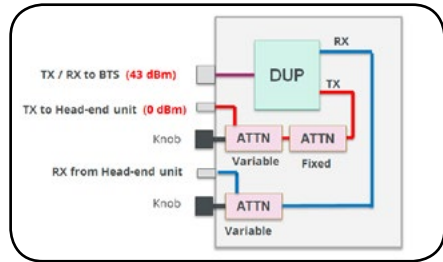 RX
TX / RX to BTS (43 dBm)
DUP
TX
TX to Head-end unit (0 dBm)
Knob
ATTN
ATTN
Variable
Fixed
RX from Head-end unit
Knob
ATTN
Variable